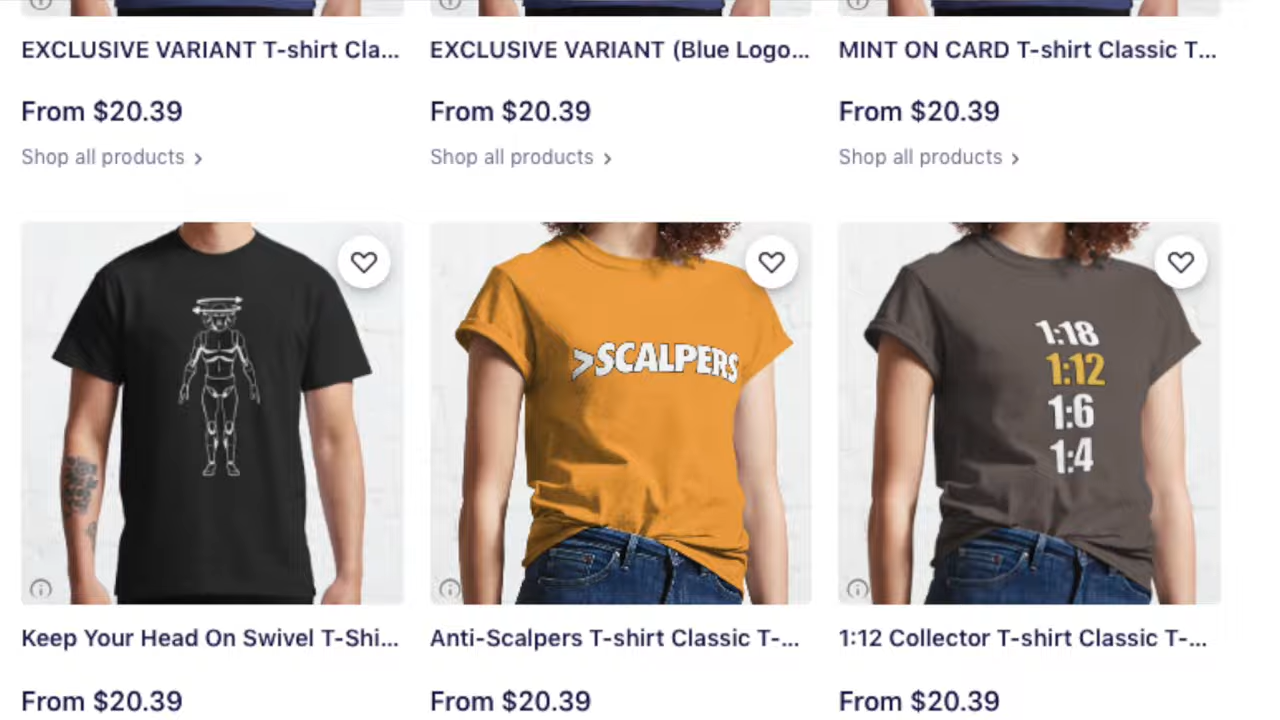 EXCLUSIVE VARIANT T-shirt Cla...
EXCLUSIVE VARIANT (Blue Logo...
MINT ON CARD T-shirt Classic T...
From $20.39
From $20.39
From $20.39
Shop all products >
Shop all products >
Shop all products >
>SCALPERS
1:18
1:12
1:6
1:4
Keep Your Head On Swivel T-Shi...
Anti-Scalpers T-shirt Classic T-...
1:12 Collector T-shirt Classic T-...
From $20.39
From $20.39
From $20.39